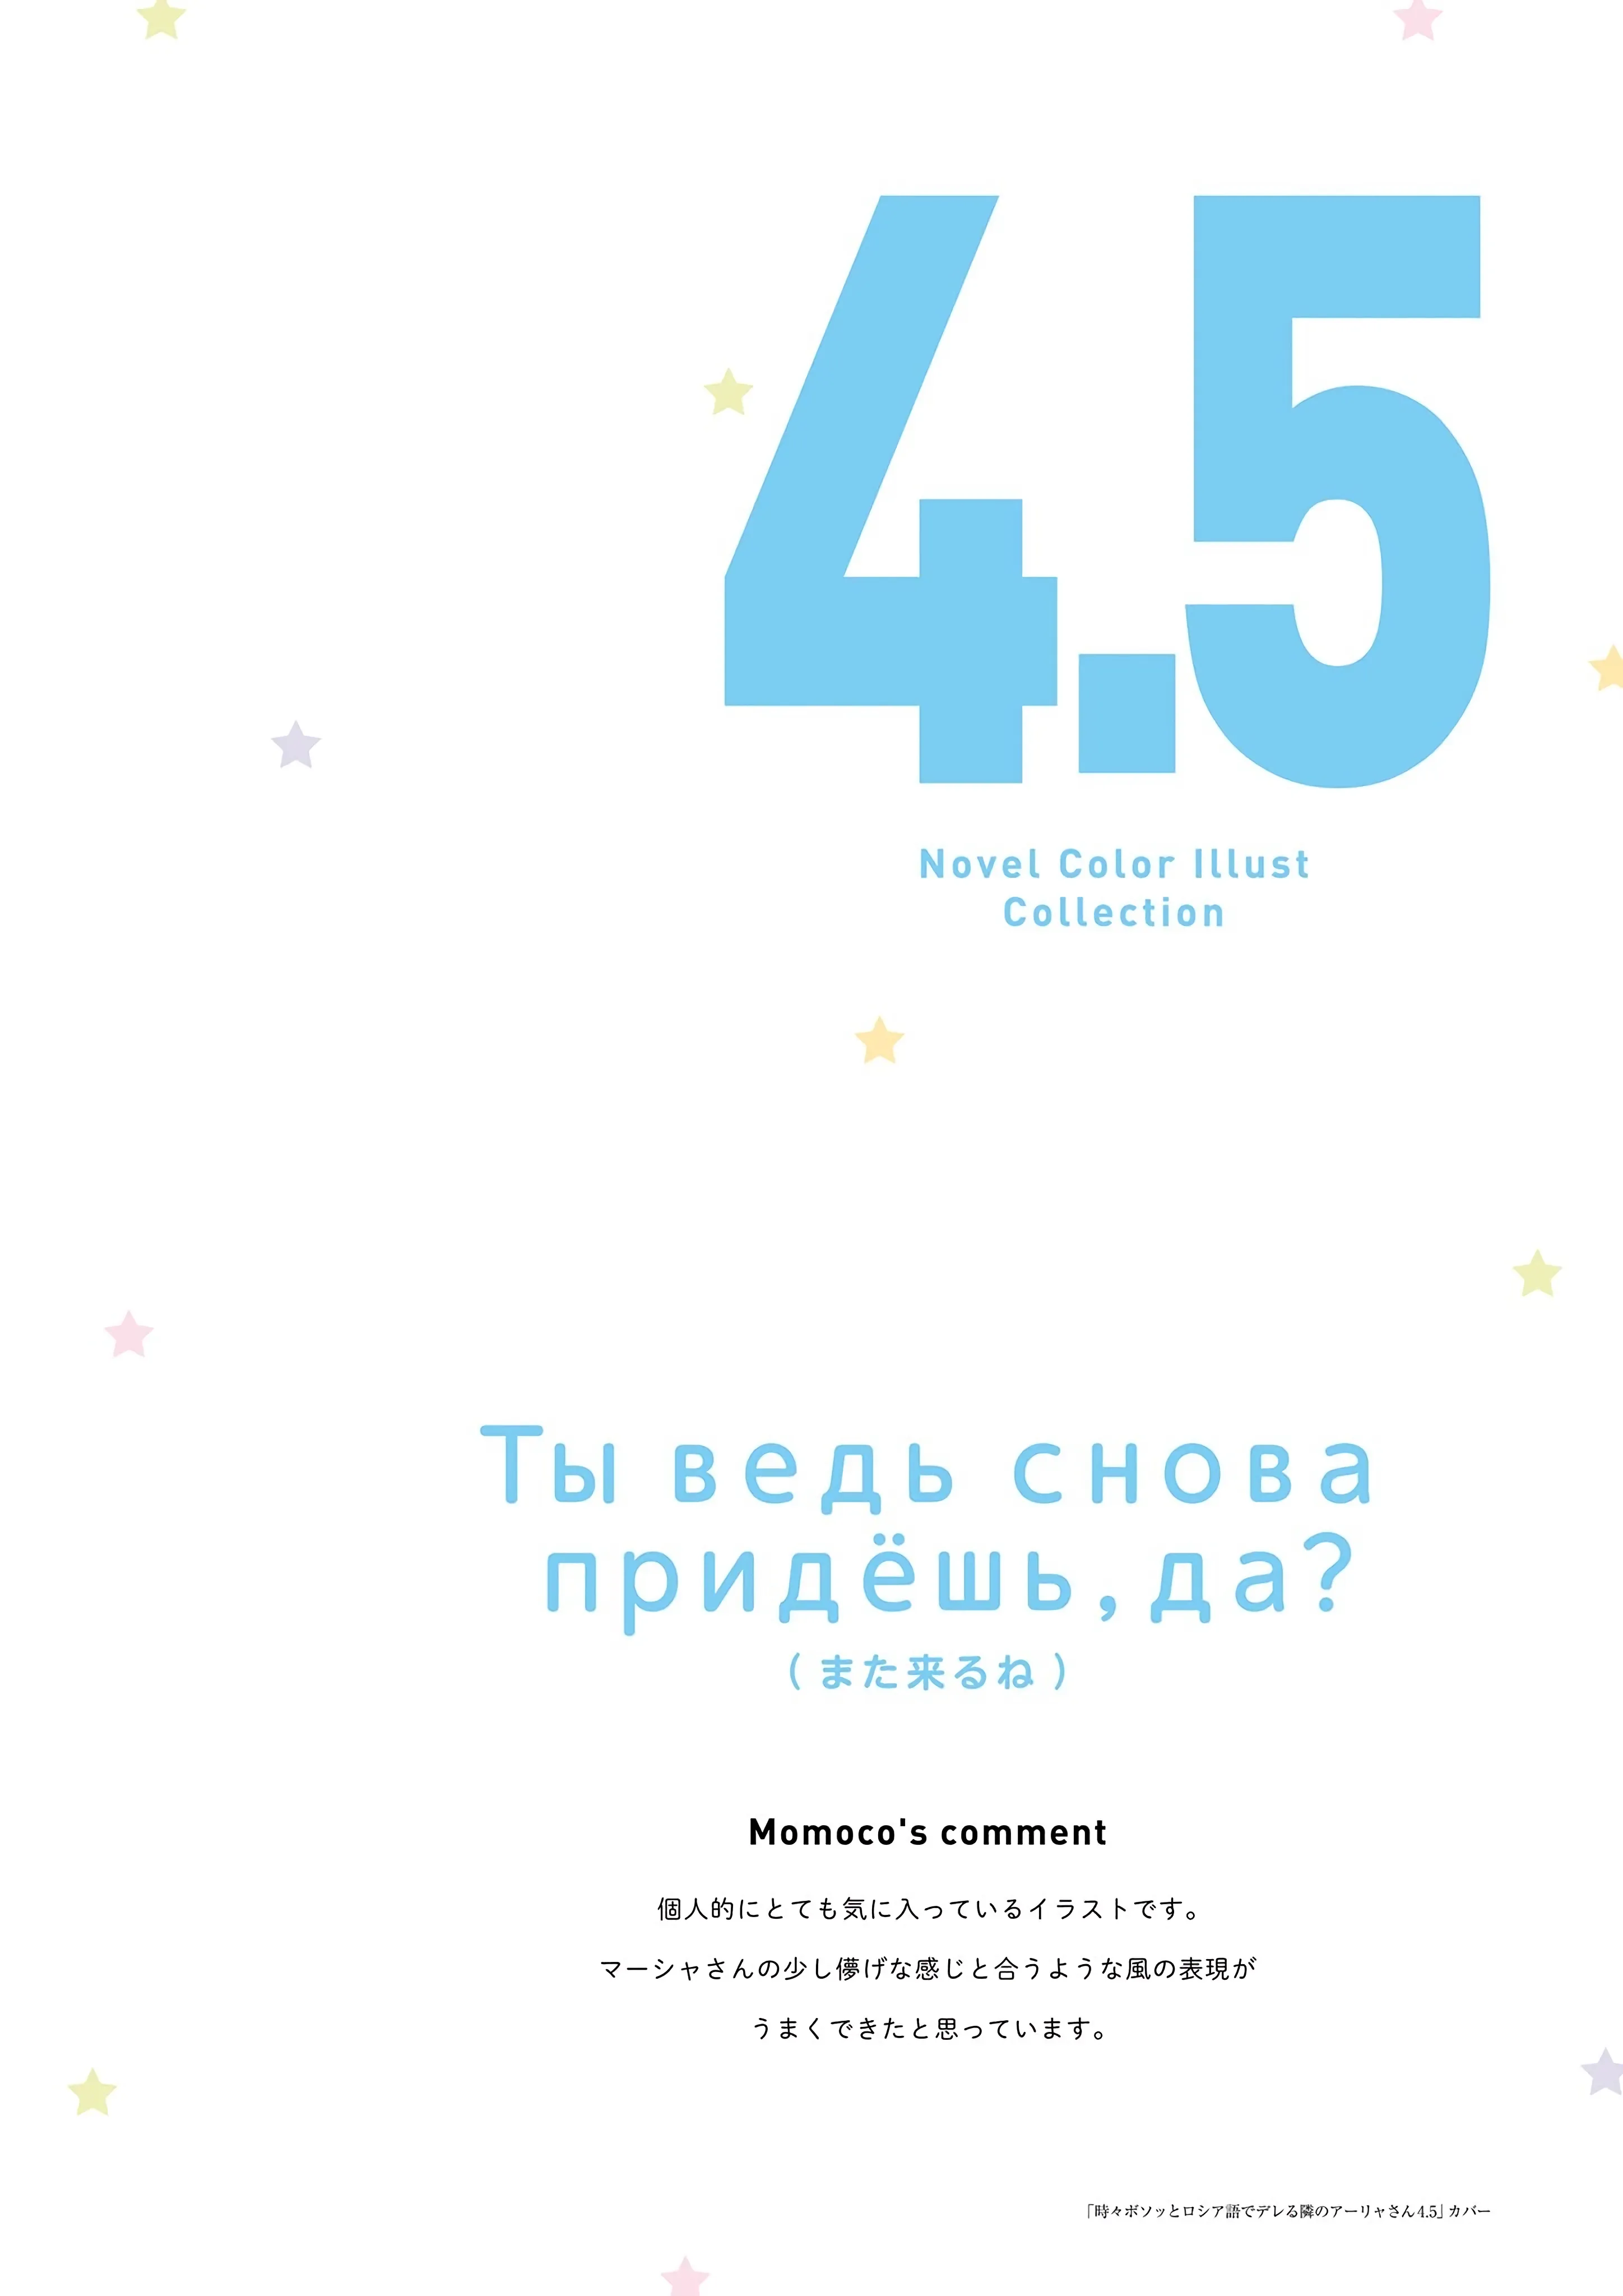 4.5
Novel Color Illust
Collection
Ты ведь снова
придёшь,да?
(また来るね)
Momoco's comment
個人的にとても気に入っているイラストです。
マーシャさんの少し儚げな感じと合うような風の表現が
うまくできたと思っています。
「時々ボソッとロシア語でデレる隣のアーリャさん4.5」カバー